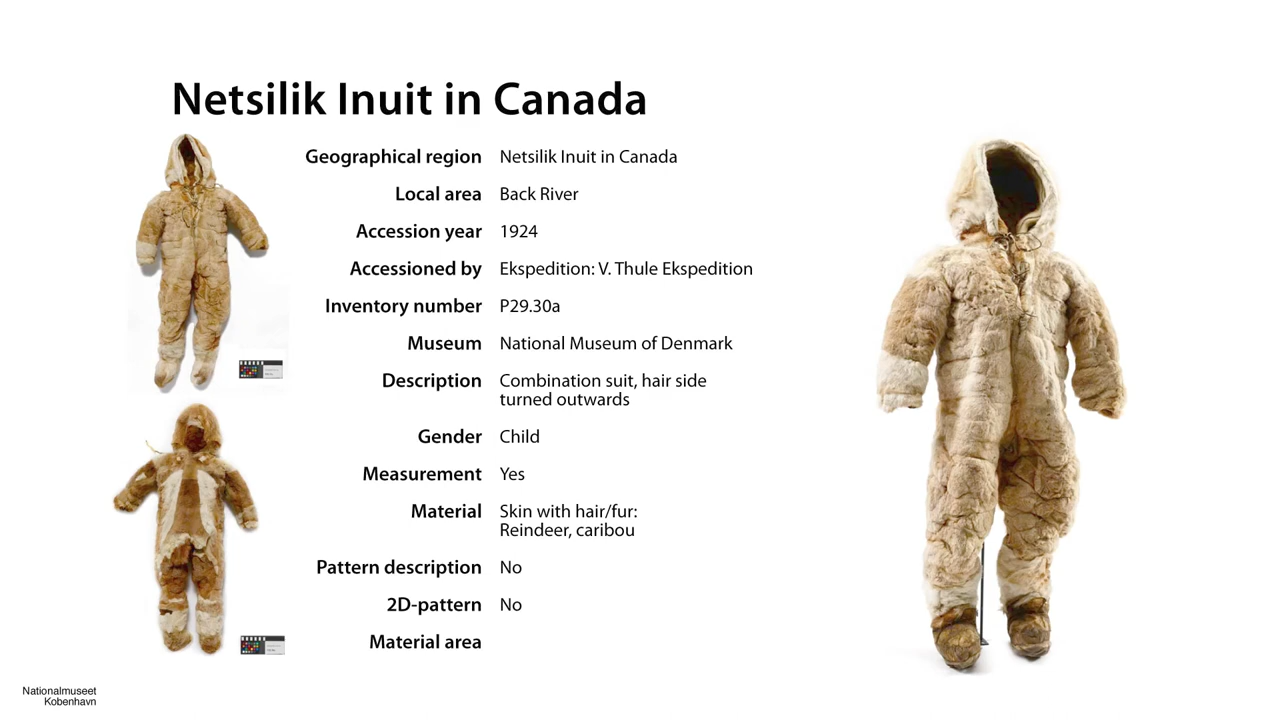 Netsilik Inuit in Canada
Geographical region Netsilik Inuit in Canada
Local area Back River
Accession year 1924
Accessioned by Ekspedition: V. Thule Ekspedition
Inventory number P29.30a
Museum National Museum of Denmark
Description Combination suit, hair side
turned outwards
Gender Child
Measurement Yes
Material Skin with hair/fur:
Reindeer, caribou
Pattern description No
2D-pattern No
Material area
Nationalmuseet
Kobenhavn